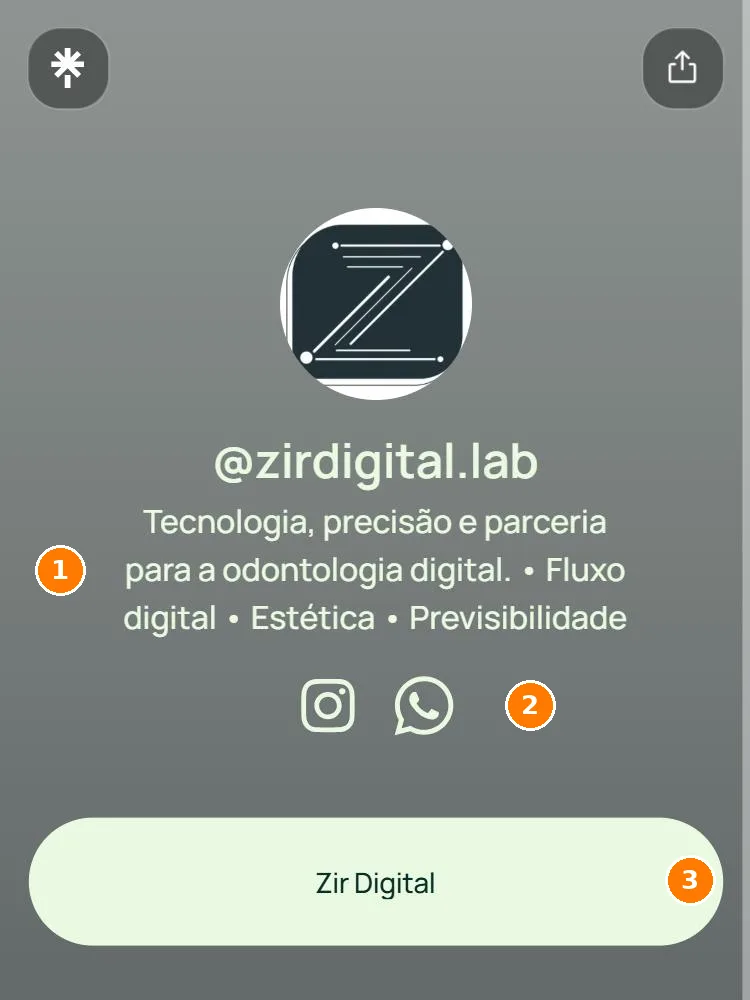 @zirdigital.lab
Tecnologia, precisão e parceria
1
para a odontologia digital. • Fluxo
digital • Estética • Previsibilidade
2
Zir Digital
3